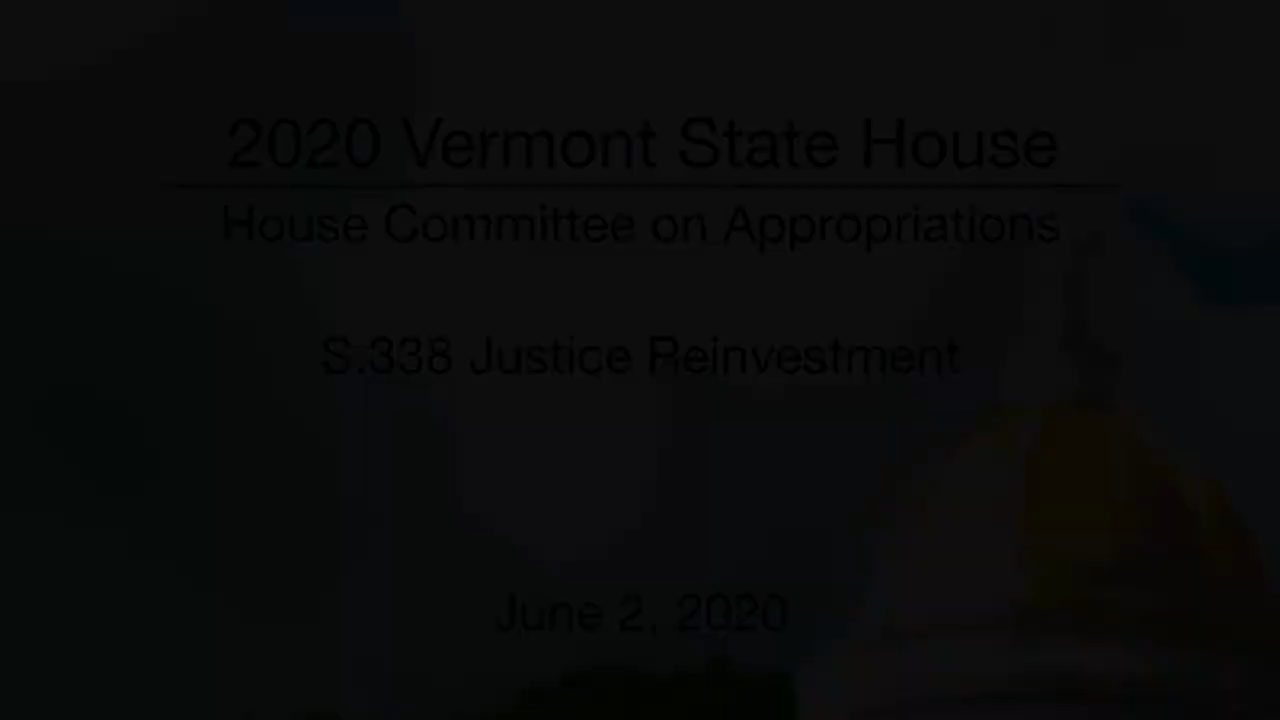 2020 Vermont State House
House Committee on Appropriations
S.338 Justice Reinvestment
June 2, 2020